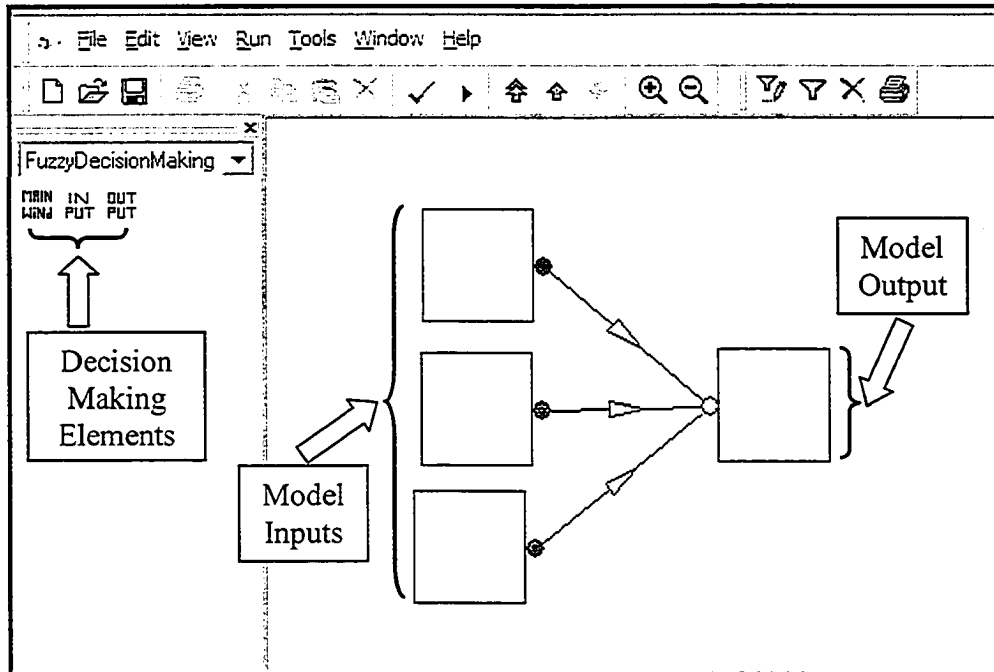 File Edit View Run Tools Window Help
FuzzyDecisionMaking
MAIN IN OUT
WIND PUT PUT
Decision
Making
Elements
Model
Inputs
Model
Output